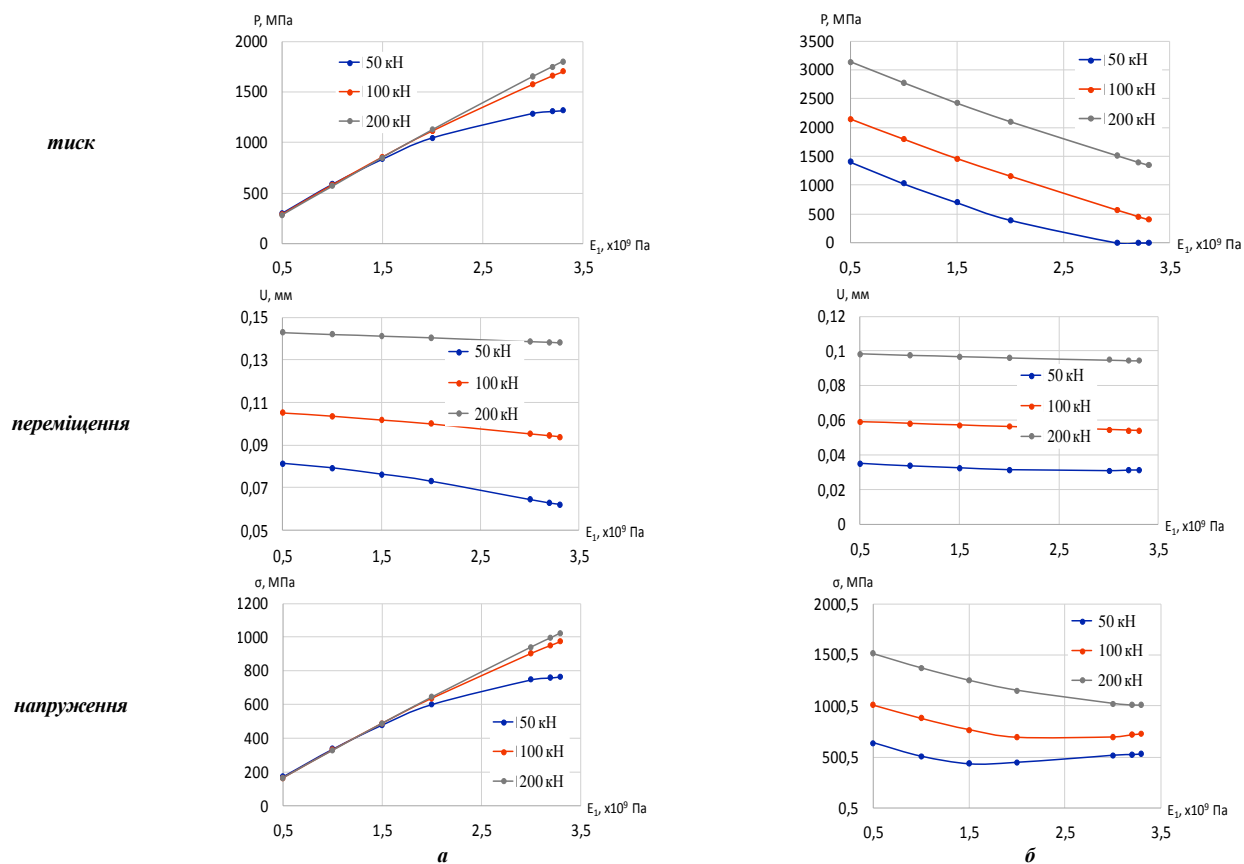 P, МПа
2000
1500
1000
500
0
50 кН
100 кН
200 кН
E₁, x10⁹ Па
0,5
1,5
2,5
3,5
P, МПа
3500
3000
2500
2000
1500
1000
500
0
50 кН
100 кН
200 кН
E₁, x10⁹ Па
0,5
1,5
2,5
3,5
тиск
U, мм
0,15
0,13
0,11
0,09
0,07
0,05
50 кН
100 кН
200 кН
E₁, x10⁹ Па
0,5
1,5
2,5
3,5
U, мм
0,12
0,1
0,08
0,06
0,04
0,02
0
50 кН
100 кН
200 кН
E₁, x10⁹ Па
0,5
1,5
2,5
3,5
переміщення
σ, МПа
1200
1000
800
600
400
200
0
50 кН
100 кН
200 кН
E₁, x10⁹ Па
0,5
1,5
2,5
3,5
σ, МПа
2000,5
1500,5
1000,5
500,5
0,5
50 кН
100 кН
200 кН
E₁, x10⁹ Па
0,5
1,5
2,5
3,5
напруження
а
б